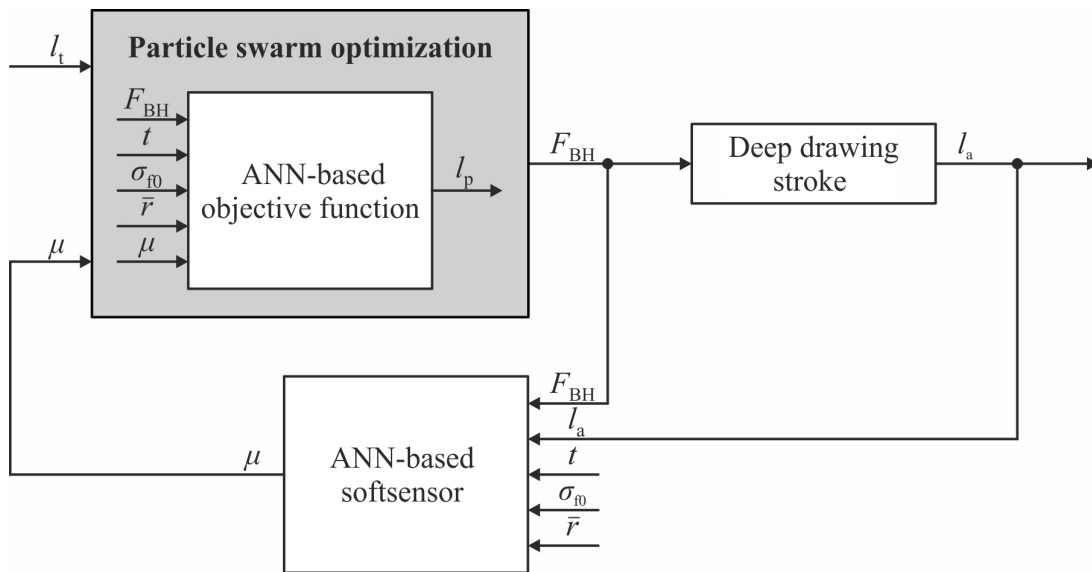 Particle swarm optimization
l_t
F_BH
t
σ_f0
r̄
μ
ANN-based
objective function
l_p
μ
F_BH
Deep drawing
stroke
l_a
ANN-based
softsensor
F_BH
l_a
t
σ_f0
r̄
μ